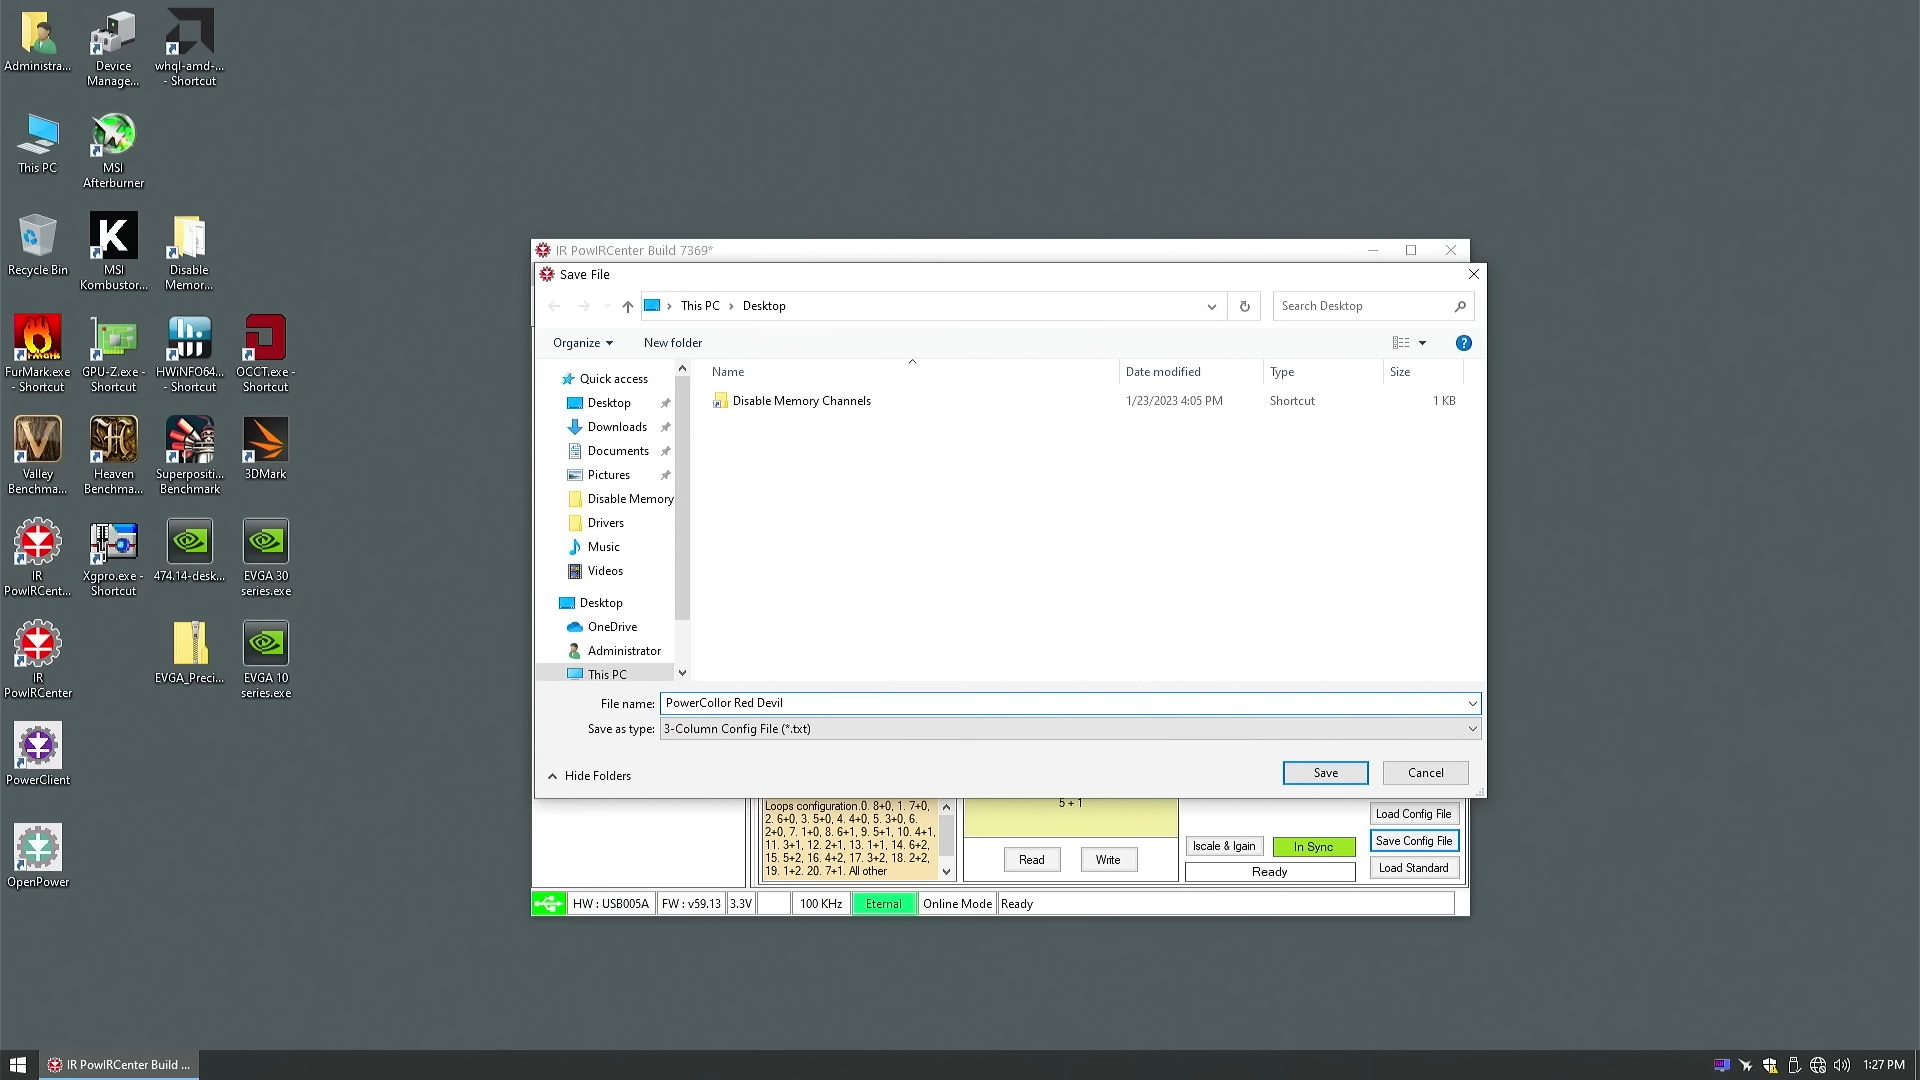 Administra...
Device
Manage...
whql-amd-...
- Shortcut
This PC
MSI
Afterburner
Recycle Bin
MSI
Kombustor...
Disable
Memor...
FurMark.exe
- Shortcut
GPU-Z.exe -
Shortcut
HWiNFO64...
- Shortcut
OCCT.exe -
Shortcut
Valley
Benchma...
Heaven
Benchma...
Superpositi...
Benchmark
3DMark
IR
PowIRCent...
Xgpro.exe -
Shortcut
474.14-desk...
EVGA 30
series.exe
IR
PowIRCenter
EVGA_Preci...
EVGA 10
series.exe
PowerClient
OpenPower
IR PowIRCenter Build 7369*
Save File
This PC > Desktop
Search Desktop
Organize
New folder
Name
Date modified
Type
Size
Disable Memory Channels
1/23/2023 4:05 PM
Shortcut
1 KB
Quick access
Desktop
Downloads
Documents
Pictures
Disable Memory
Drivers
Music
Videos
Desktop
OneDrive
Administrator
This PC
File name: PowerCollor Red Devil
Save as type: 3-Column Config File (*.txt)
Hide Folders
Save
Cancel
Loops configuration.0. 8+0, 1. 7+0,
2. 6+0, 3. 5+0, 4. 4+0, 5. 3+0, 6.
2+0, 7. 1+0, 8. 6+1, 9. 5+1, 10. 4+1,
11. 3+1, 12. 2+1, 13. 1+1, 14. 6+2,
15. 5+2, 16. 4+2, 17. 3+2, 18. 2+2,
19. 1+2. 20. 7+1. All other
5 + 1
Read
Write
Iscale & Igain
In Sync
Ready
Load Config File
Save Config File
Load Standard
HW : USB005A
FW : v59.13
3.3V
100 KHz
Eternal
Online Mode
Ready
IR PowIRCenter Build ...
1:27 PM